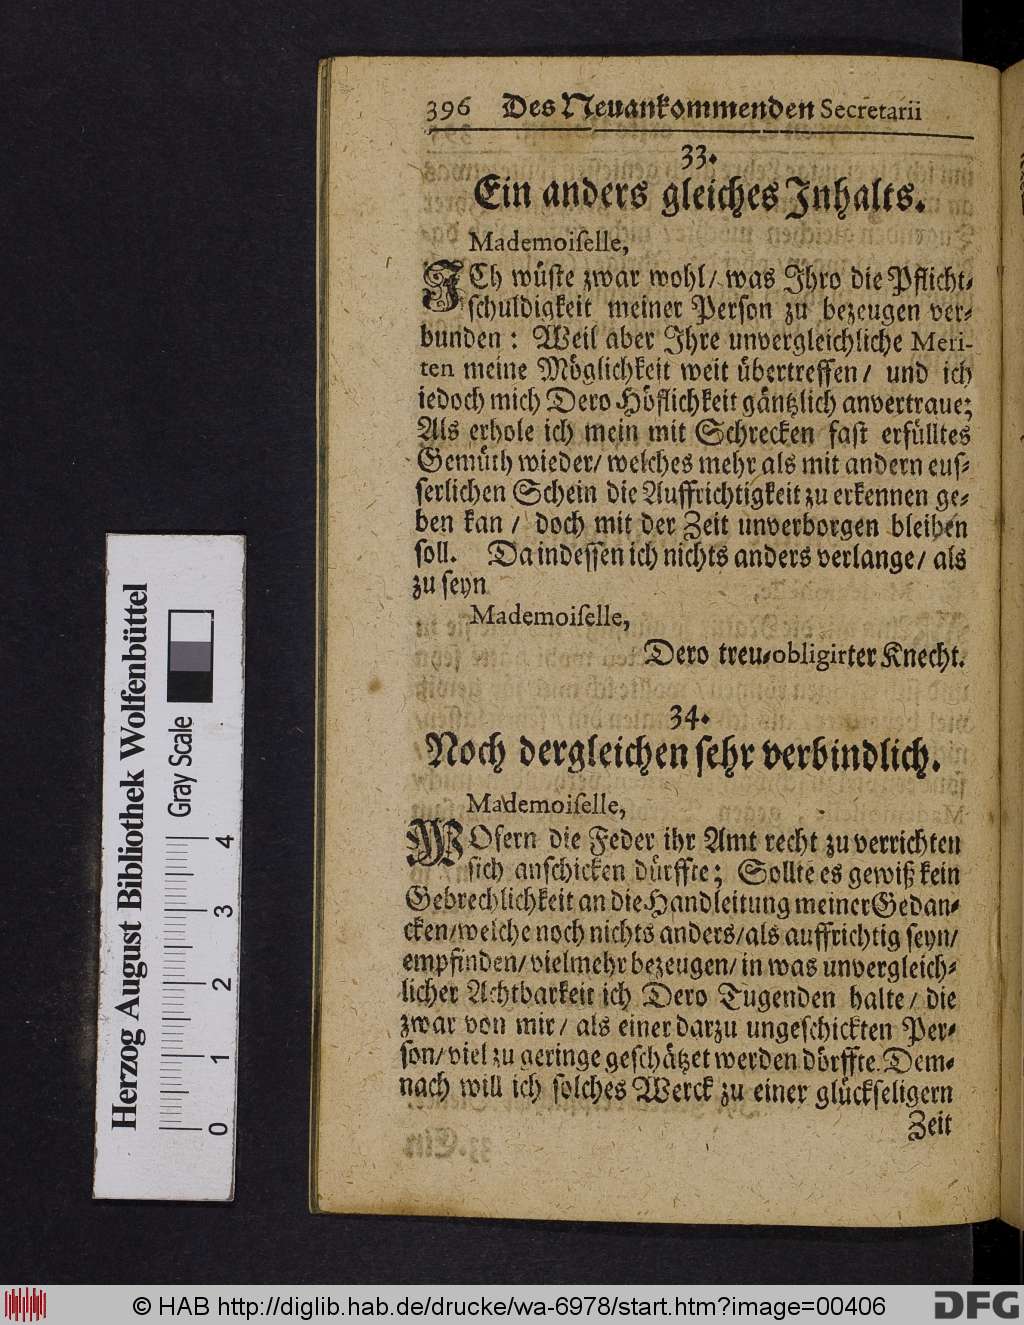 396 Des Neuankommenden Secretarii
33.
Ein anders gleiches Inhalts.
Mademoiſelle,
ICh wüſte zwar wohl / was Ihro die Pflicht-
ſchuldigkeit meiner Perſon zu bezeugen ver-
bunden : Weil aber Ihre unvergleichliche Meri-
ten meine Möglichkeit weit übertreffen / und ich
iedoch mich Dero Höflichkeit gäntzlich anvertraue;
Als erhole ich mein mit Schrecken faſt erfülltes
Gemüth wieder / welches mehr als mit andern euſ-
ſerlichen Schein die Auffrichtigkeit zu erkennen ge-
ben kan / doch mit der Zeit unverborgen bleiben
ſoll. Da indeſſen ich nichts anders verlange / als
zu ſeyn
Mademoiſelle,
Dero treu-obligirter Knecht.
34.
Noch dergleichen ſehr verbindlich.
Mademoiſelle,
WOfern die Feder ihr Amt recht zu verrichten
ſich anſchicken dürffte; Sollte es gewiß kein
Gebrechlichkeit an die Handleitung meiner Gedan-
cken / welche noch nichts anders / als auffrichtig ſeyn /
empfinden / vielmehr bezeugen / in was unvergleich-
licher Achtbarkeit ich Dero Tugenden halte / die
zwar von mir / als einer darzu ungeſchickten Per-
ſon / viel zu geringe geſchätzet werden dörffte. Dem-
nach will ich ſolches Werck zu einer glückſeligern
Zeit
Herzog August Bibliothek Wolfenbüttel
Gray Scale
0 1 2 3 4
© HAB http://diglib.hab.de/drucke/wa-6978/start.htm?image=00406
DFG